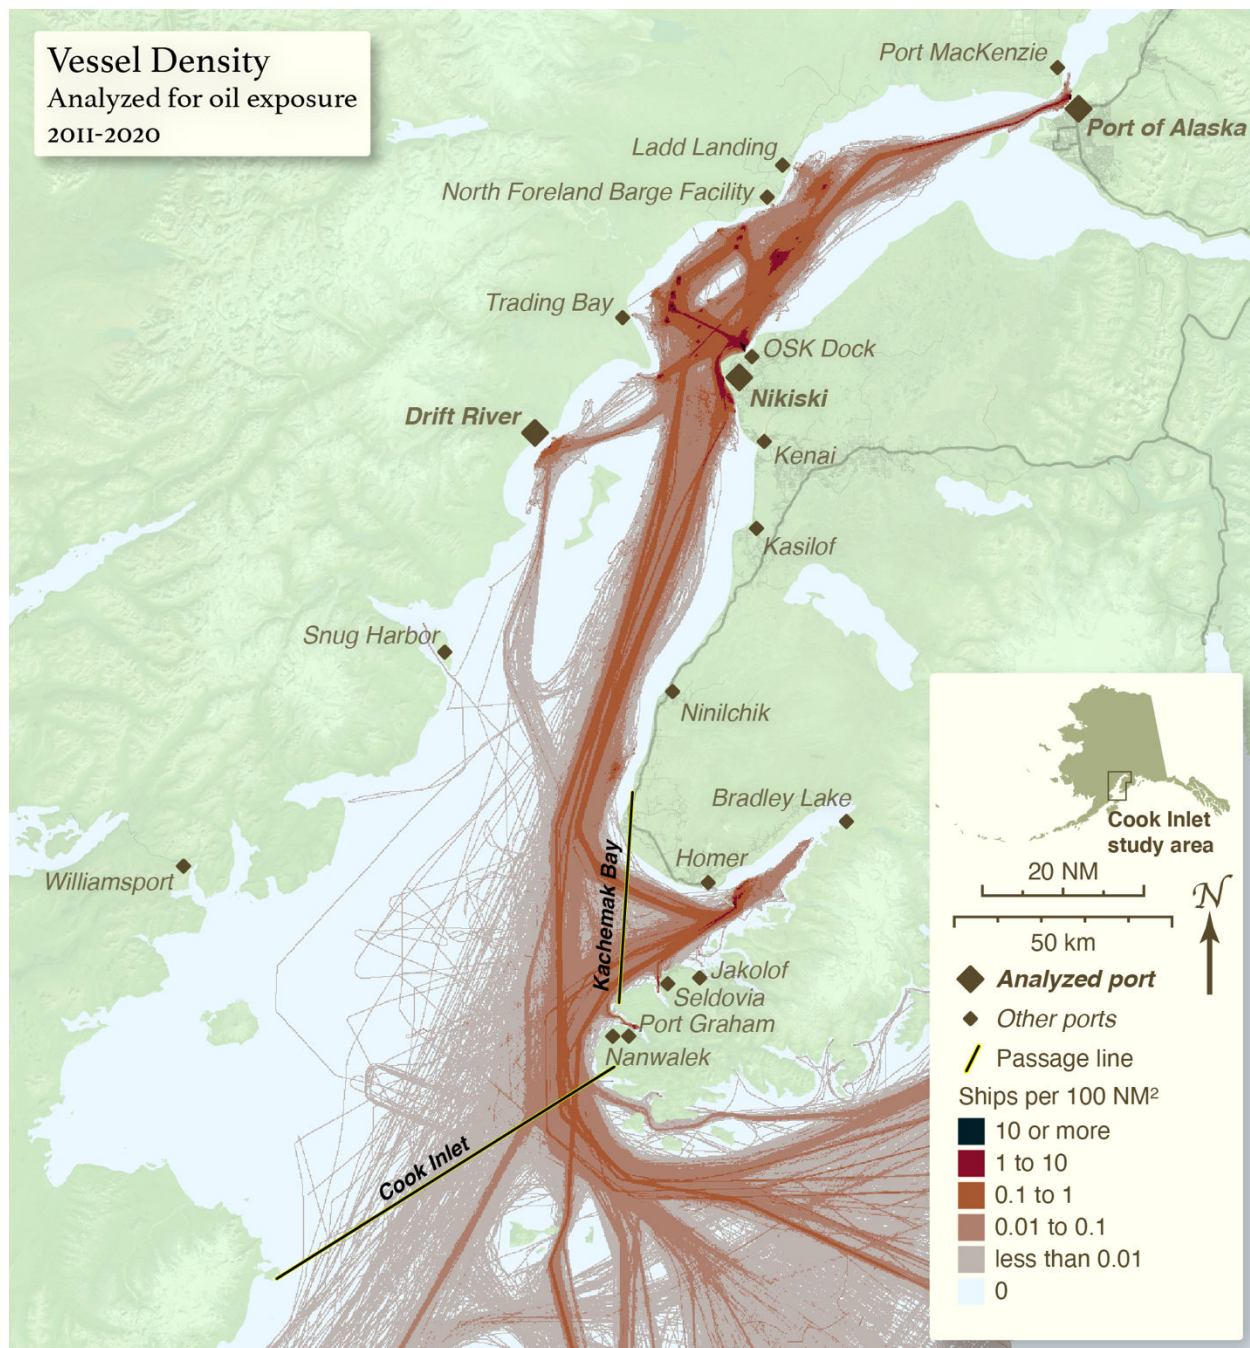 Vessel Density
Analyzed for oil exposure
2011-2020
Port MacKenzie
Port of Alaska
Ladd Landing
North Foreland Barge Facility
Trading Bay
OSK Dock
Nikiski
Drift River
Kenai
Kasilof
Snug Harbor
Ninilchik
Bradley Lake
Homer
Williamsport
Kachemak Bay
Jakolof
Seldovia
Port Graham
Nanwalek
Cook Inlet
Cook Inlet
study area
20 NM
N
50 km
Analyzed port
Other ports
Passage line
Ships per 100 NM²
10 or more
1 to 10
0.1 to 1
0.01 to 0.1
less than 0.01
0